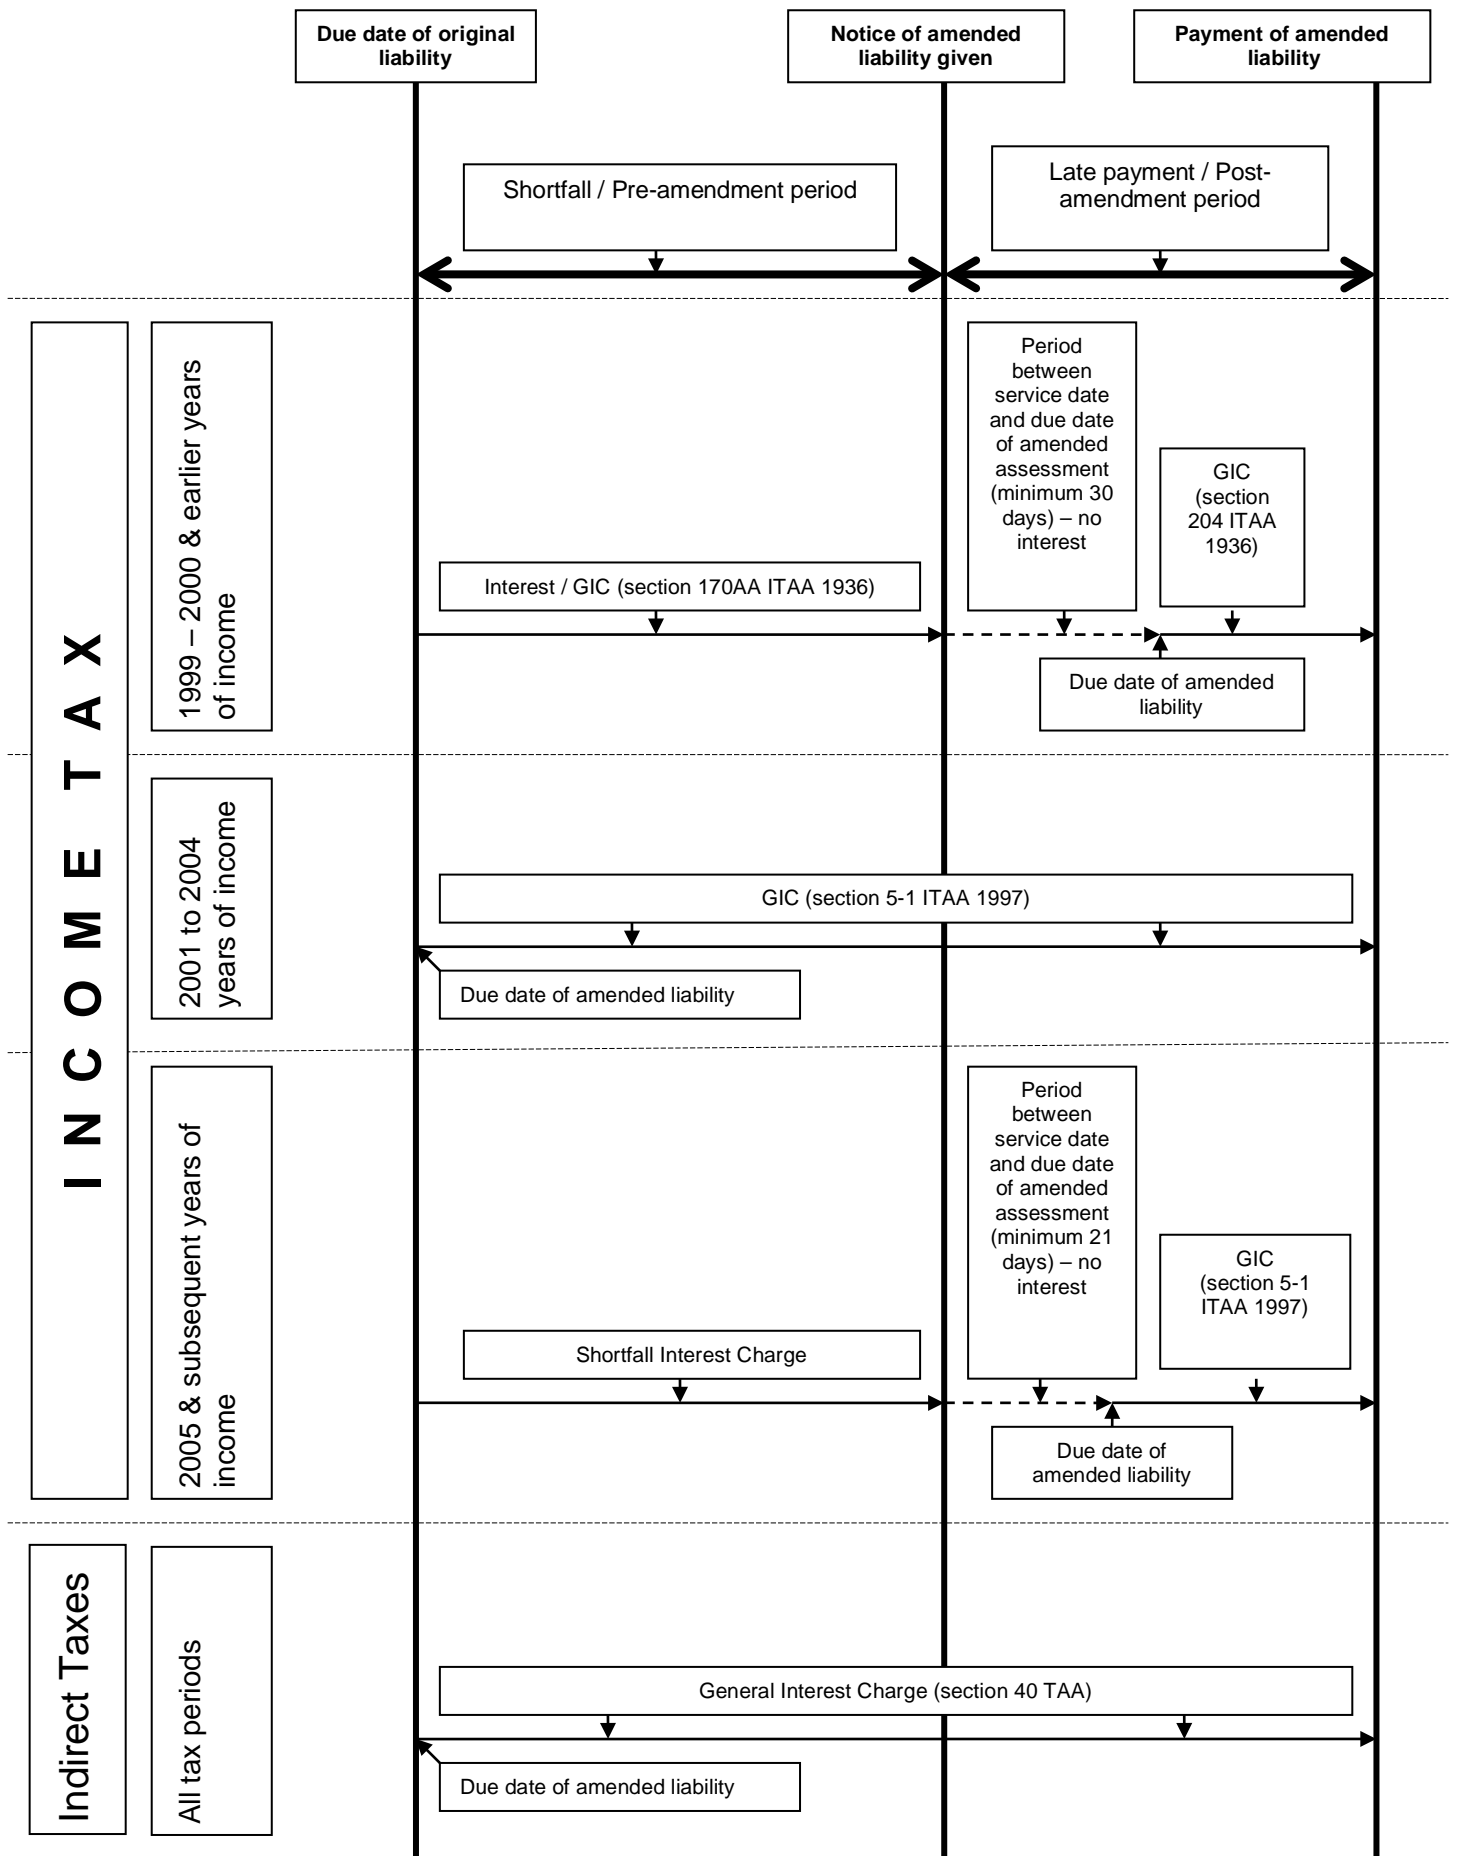 Due date of original
liability
Notice of amended
liability given
Payment of amended
liability
Shortfall / Pre-amendment period
Late payment / Post-
amendment period
INCOME TAX
1999 – 2000 & earlier years
of income
Interest / GIC (section 170AA ITAA 1936)
Period
between
service date
and due date
of amended
assessment
(minimum 30
days) – no
interest
GIC
(section
204 ITAA
1936)
Due date of amended
liability
2001 to 2004
years of income
GIC (section 5-1 ITAA 1997)
Due date of amended liability
2005 & subsequent years of
income
Shortfall Interest Charge
Period
between
service date
and due date
of amended
assessment
(minimum 21
days) – no
interest
GIC
(section 5-1
ITAA 1997)
Due date of
amended liability
Indirect Taxes
All tax periods
General Interest Charge (section 40 TAA)
Due date of amended liability